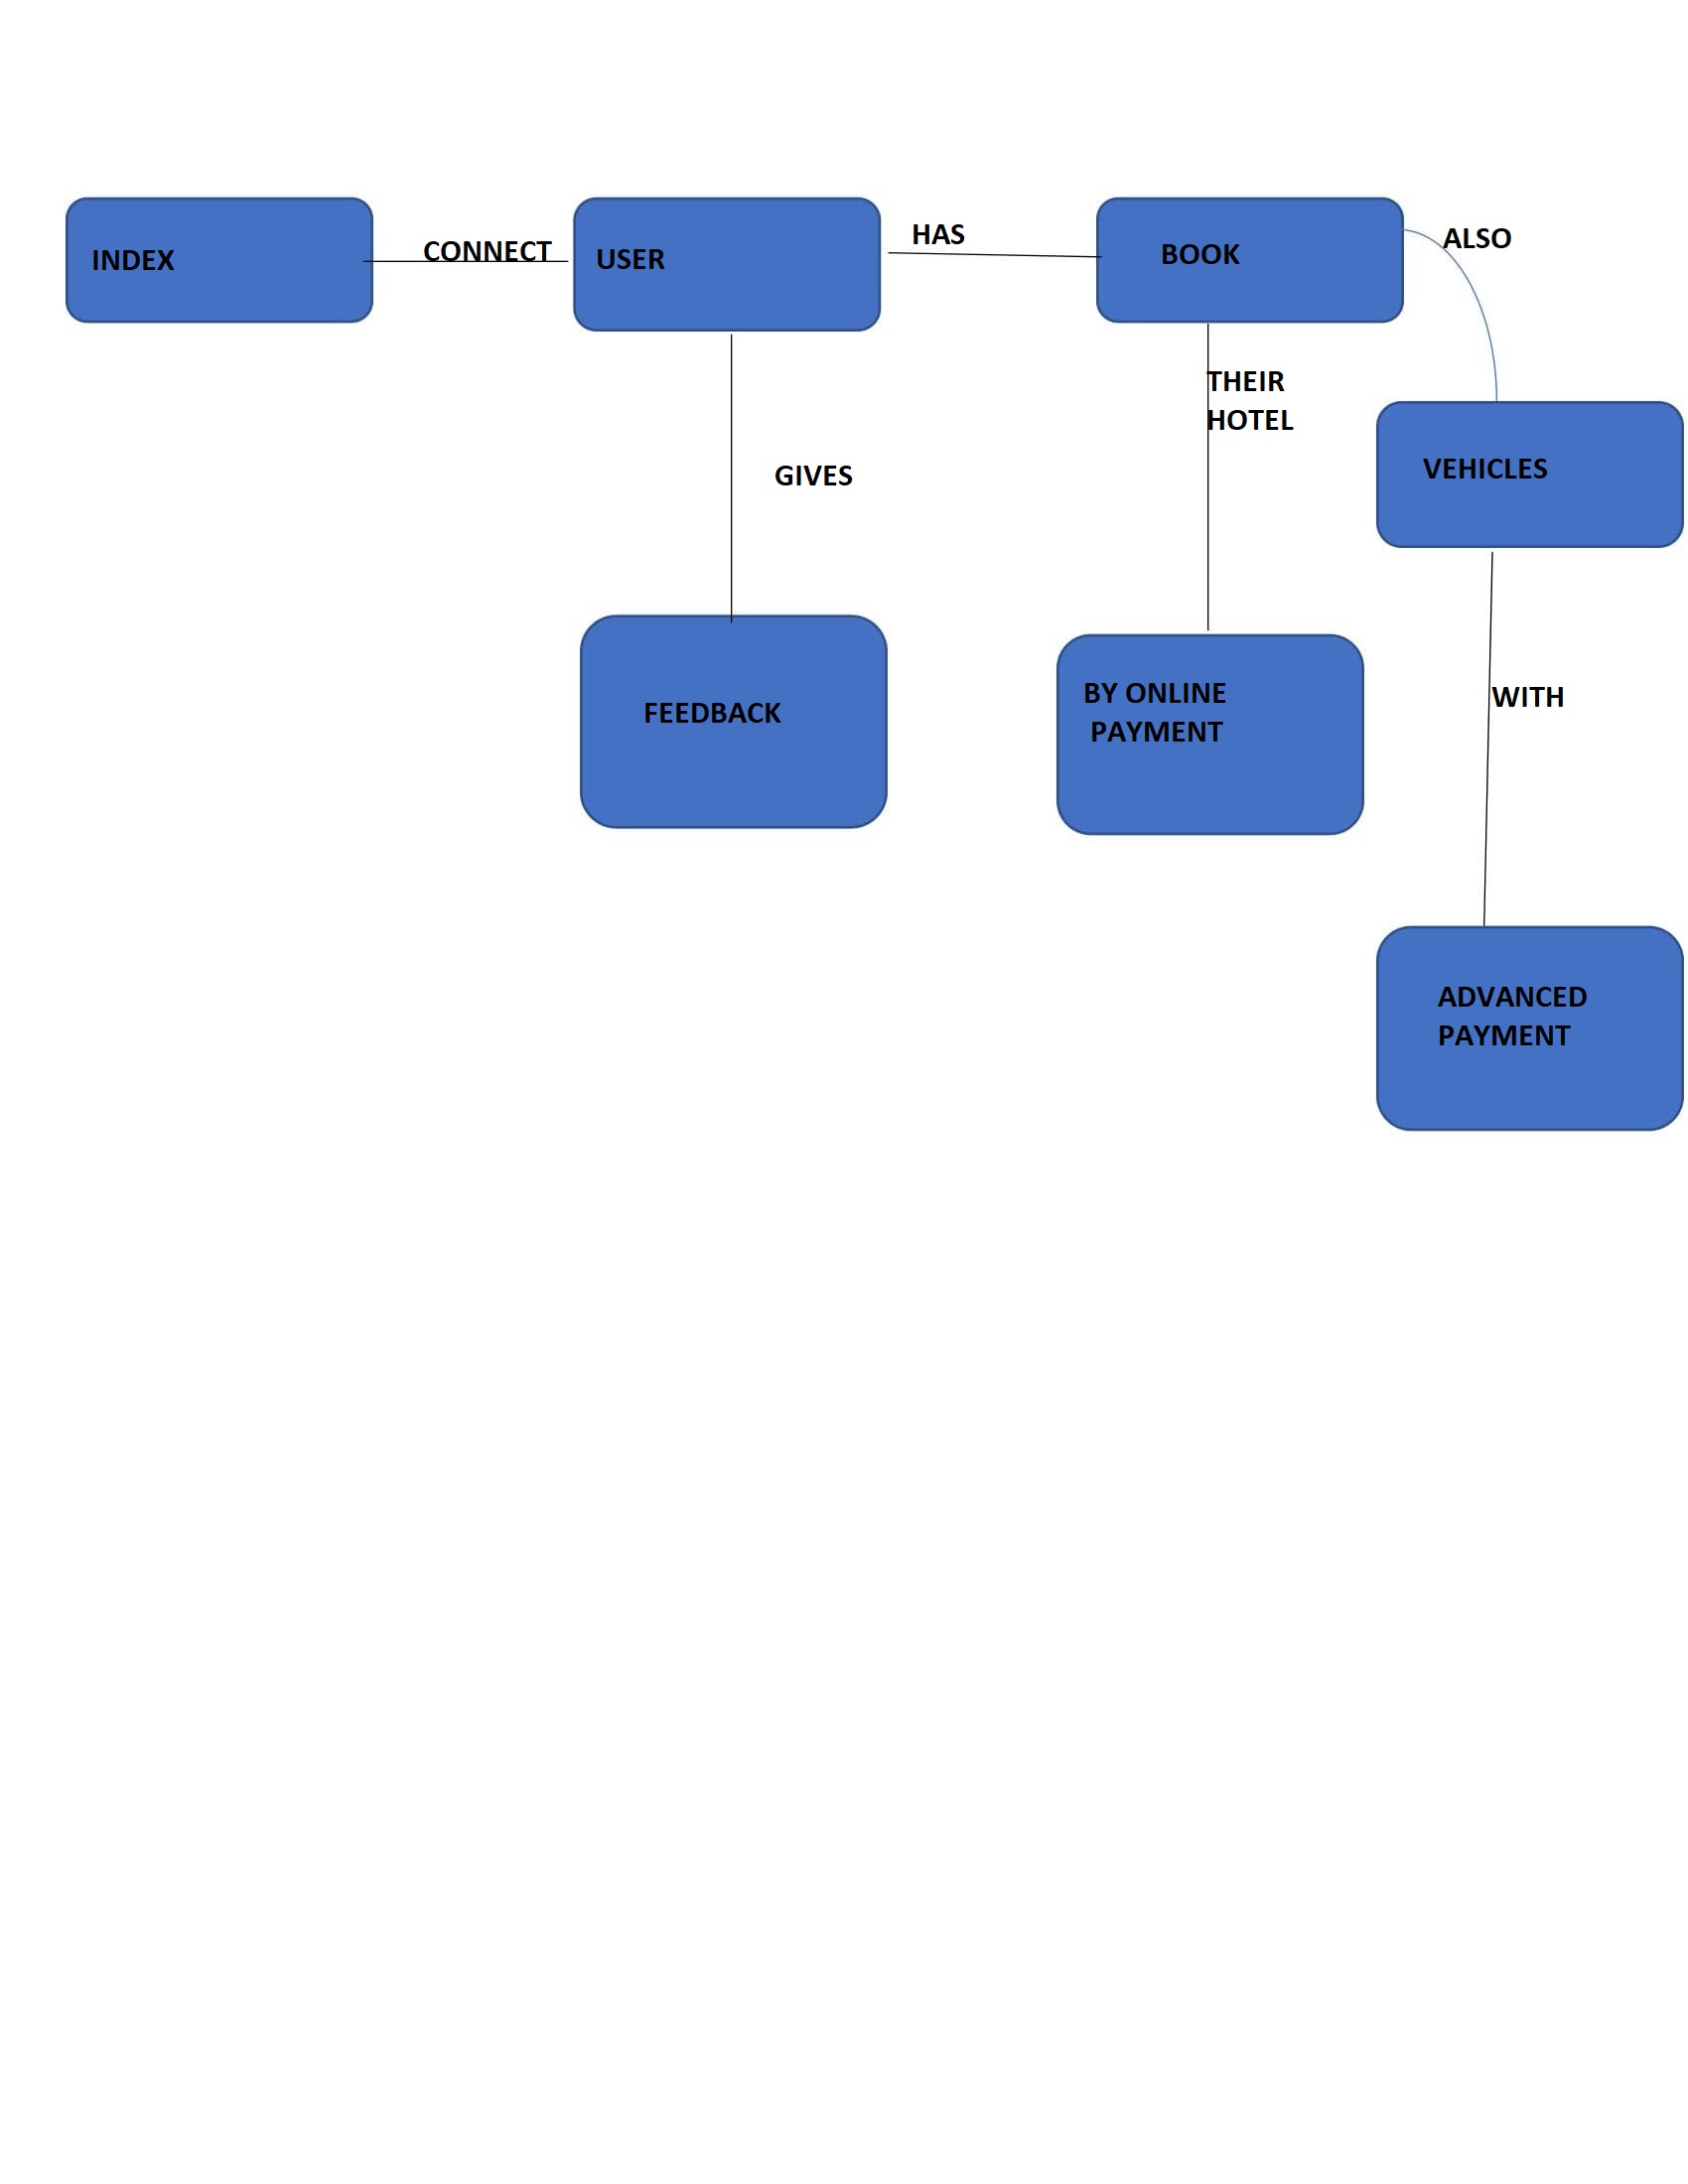 INDEX
CONNECT
USER
HAS
BOOK
ALSO
THEIR
HOTEL
VEHICLES
GIVES
FEEDBACK
BY ONLINE
PAYMENT
WITH
ADVANCED
PAYMENT